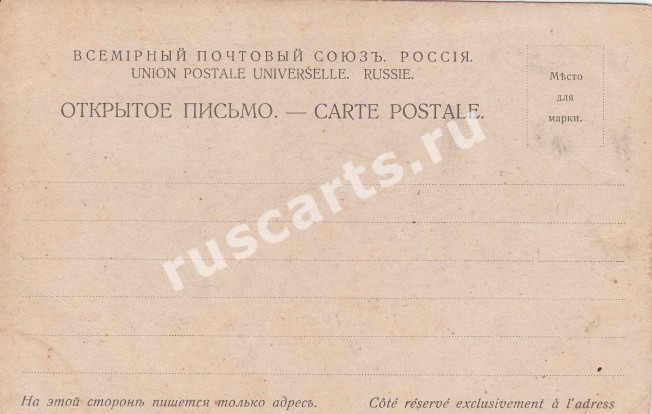 ВСЕМІРНЫЙ ПОЧТОВЫЙ СОЮЗЪ. РОССІЯ.
UNION POSTALE UNIVERSELLE. RUSSIE.
ОТКРЫТОЕ ПИСЬМО. — CARTE POSTALE.
Мѣсто
для
марки.
ruscarts.ru
На этой сторонѣ пишется только адресъ. Côté réservé exclusivement à l'adress